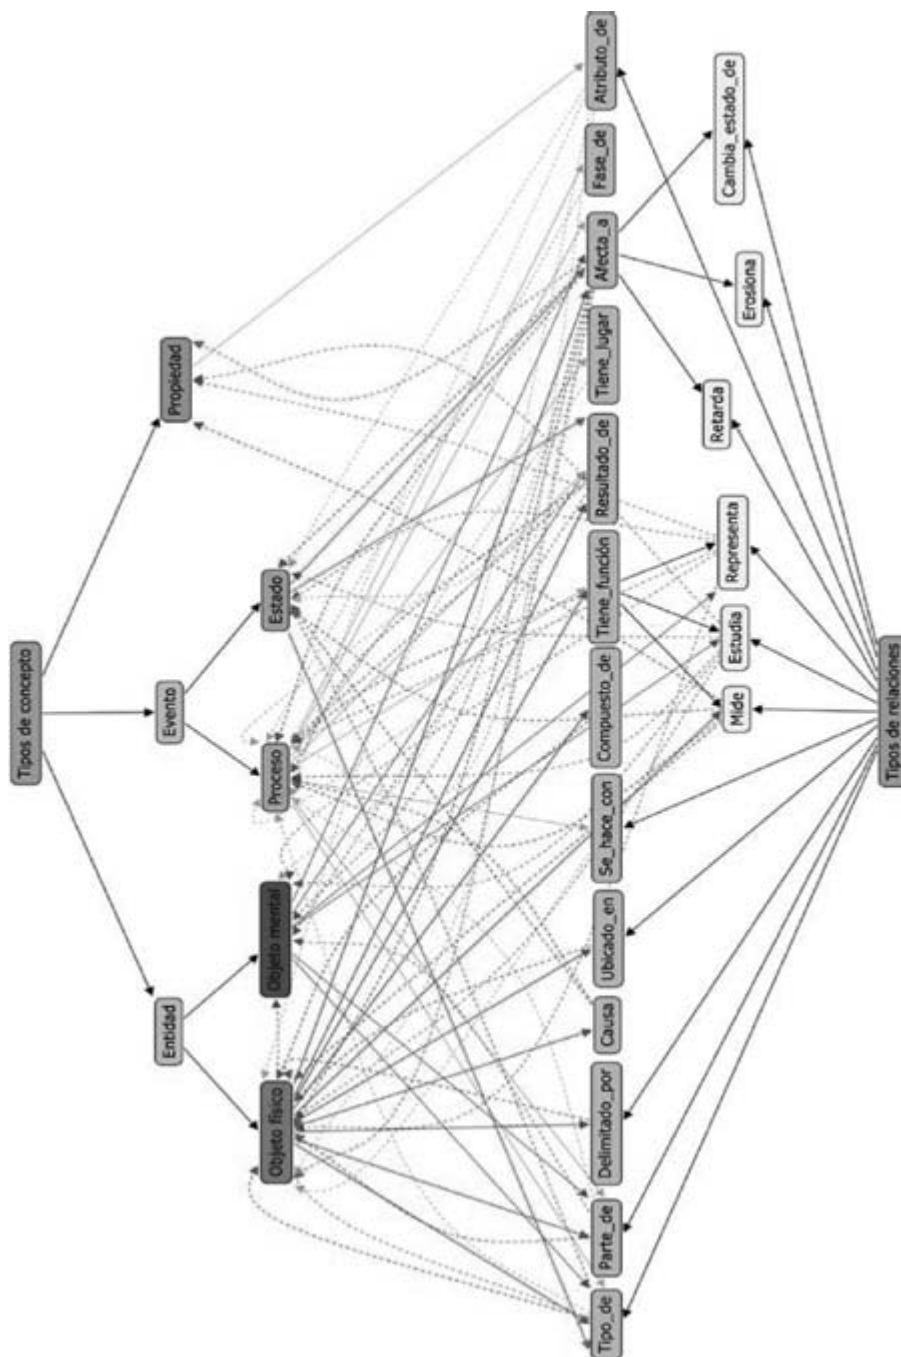 Tipos de concepto
Entidad
Evento
Propiedad
Objeto físico
Objeto mental
Proceso
Estado
Tipo_de
Parte_de
Delimitado_por
Causa
Ubicado_en
Se_hace_con
Compuesto_de
Tiene_función
Resultado_de
Tiene_lugar
Afecta_a
Fase_de
Atributo_de
Mide
Estudia
Representa
Retarda
Erosiona
Cambia_estado_de
Tipos de relaciones